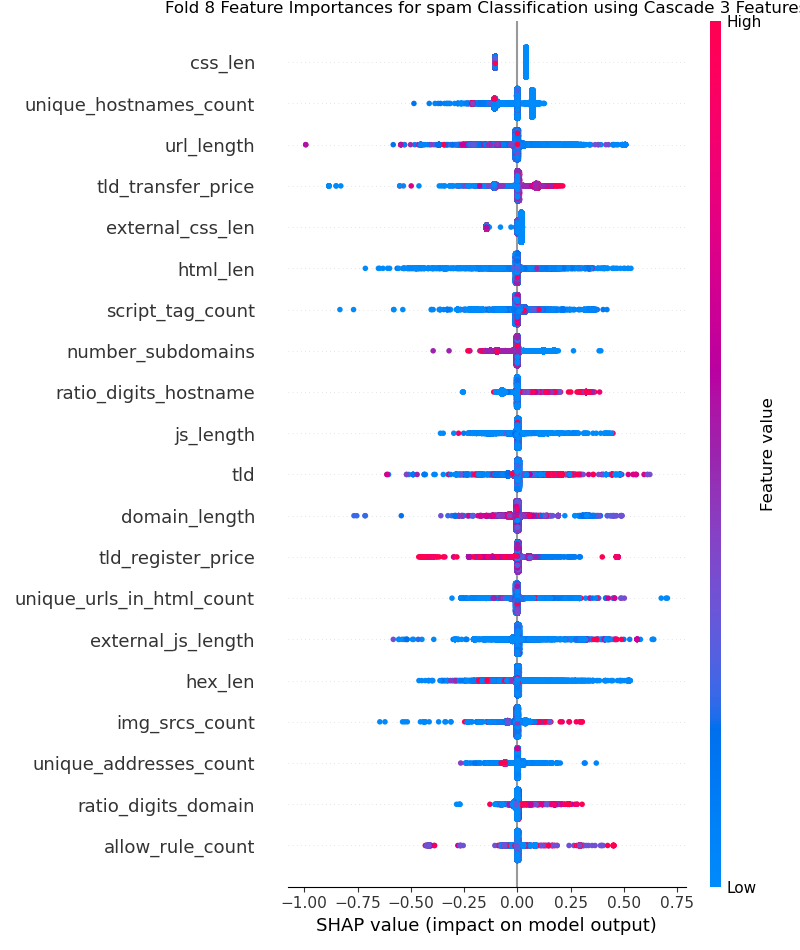 Fold 8 Feature Importances for spam Classification using Cascade 3 Features
High
css_len
unique_hostnames_count
url_length
tld_transfer_price
external_css_len
html_len
script_tag_count
number_subdomains
ratio_digits_hostname
js_length
tld
domain_length
tld_register_price
unique_urls_in_html_count
external_js_length
hex_len
img_srcs_count
unique_addresses_count
ratio_digits_domain
allow_rule_count
Feature value
Low
−1.00 −0.75 −0.50 −0.25 0.00 0.25 0.50 0.75
SHAP value (impact on model output)